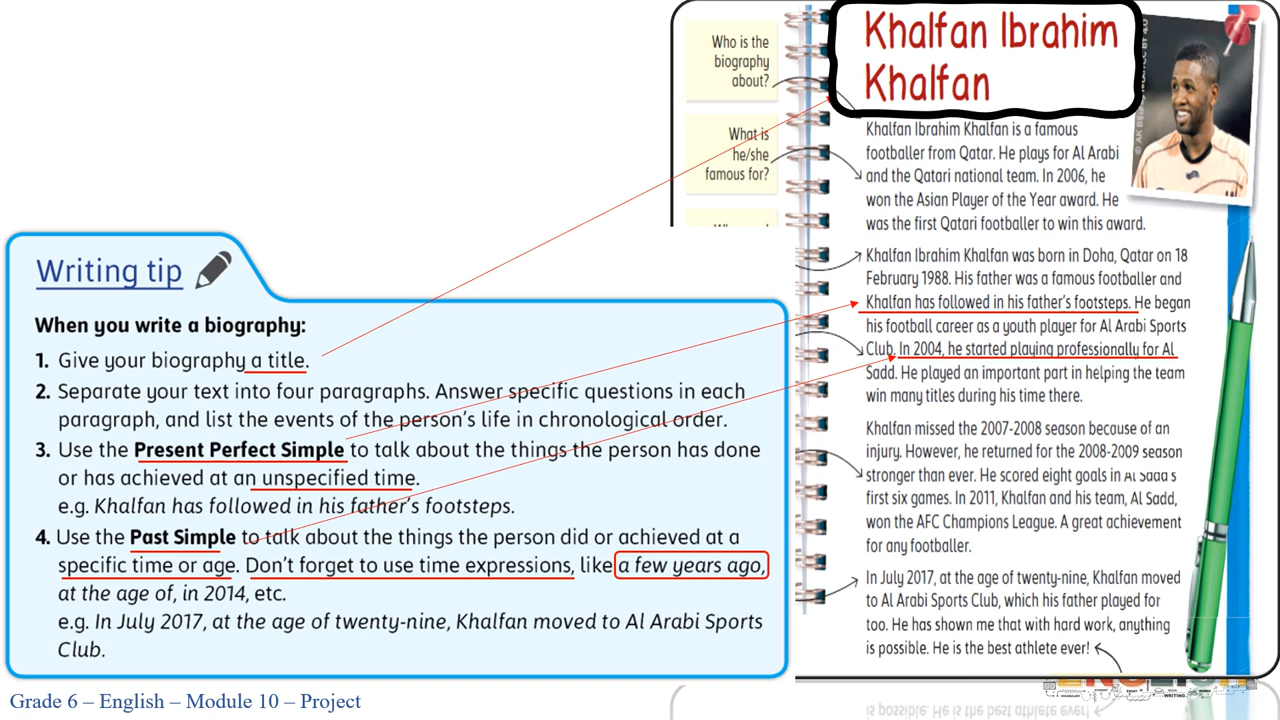 Who is the
biography
about?
What is
he/she
famous for?
Khalfan Ibrahim
Khalfan
Khalfan Ibrahim Khalfan is a famous
footballer from Qatar. He plays for Al Arabi
and the Qatari national team. In 2006, he
won the Asian Player of the Year award. He
was the first Qatari footballer to win this award.
Khalfan Ibrahim Khalfan was born in Doha, Qatar on 18
February 1988. His father was a famous footballer and
Khalfan has followed in his father's footsteps. He began
his football career as a youth player for Al Arabi Sports
Club. In 2004, he started playing professionally for Al
Sadd. He played an important part in helping the team
win many titles during his time there.
Khalfan missed the 2007-2008 season because of an
injury. However, he returned for the 2008-2009 season
stronger than ever. He scored eight goals in Al Sadd's
first six games. In 2011, Khalfan and his team, Al Sadd,
won the AFC Champions League. A great achievement
for any footballer.
In July 2017, at the age of twenty-nine, Khalfan moved
to Al Arabi Sports Club, which his father played for
too. He has shown me that with hard work, anything
is possible. He is the best athlete ever!
Writing tip
When you write a biography:
1. Give your biography a title.
2. Separate your text into four paragraphs. Answer specific questions in each
paragraph, and list the events of the person's life in chronological order.
3. Use the Present Perfect Simple to talk about the things the person has done
or has achieved at an unspecified time.
e.g. Khalfan has followed in his father's footsteps.
4. Use the Past Simple to talk about the things the person did or achieved at a
specific time or age. Don't forget to use time expressions, like a few years ago,
at the age of, in 2014, etc.
e.g. In July 2017, at the age of twenty-nine, Khalfan moved to Al Arabi Sports
Club.
Grade 6 – English – Module 10 – Project
is possible. He is the best athlete ever!